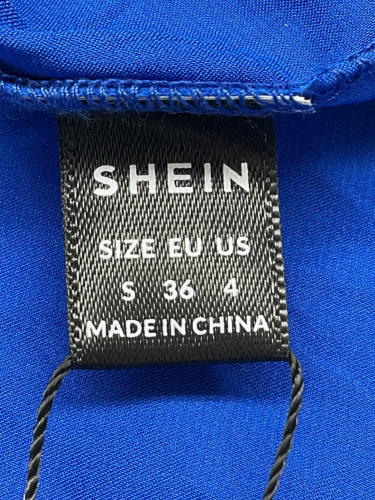 SHEIN
SIZE EU US
S 36 4
MADE IN CHINA